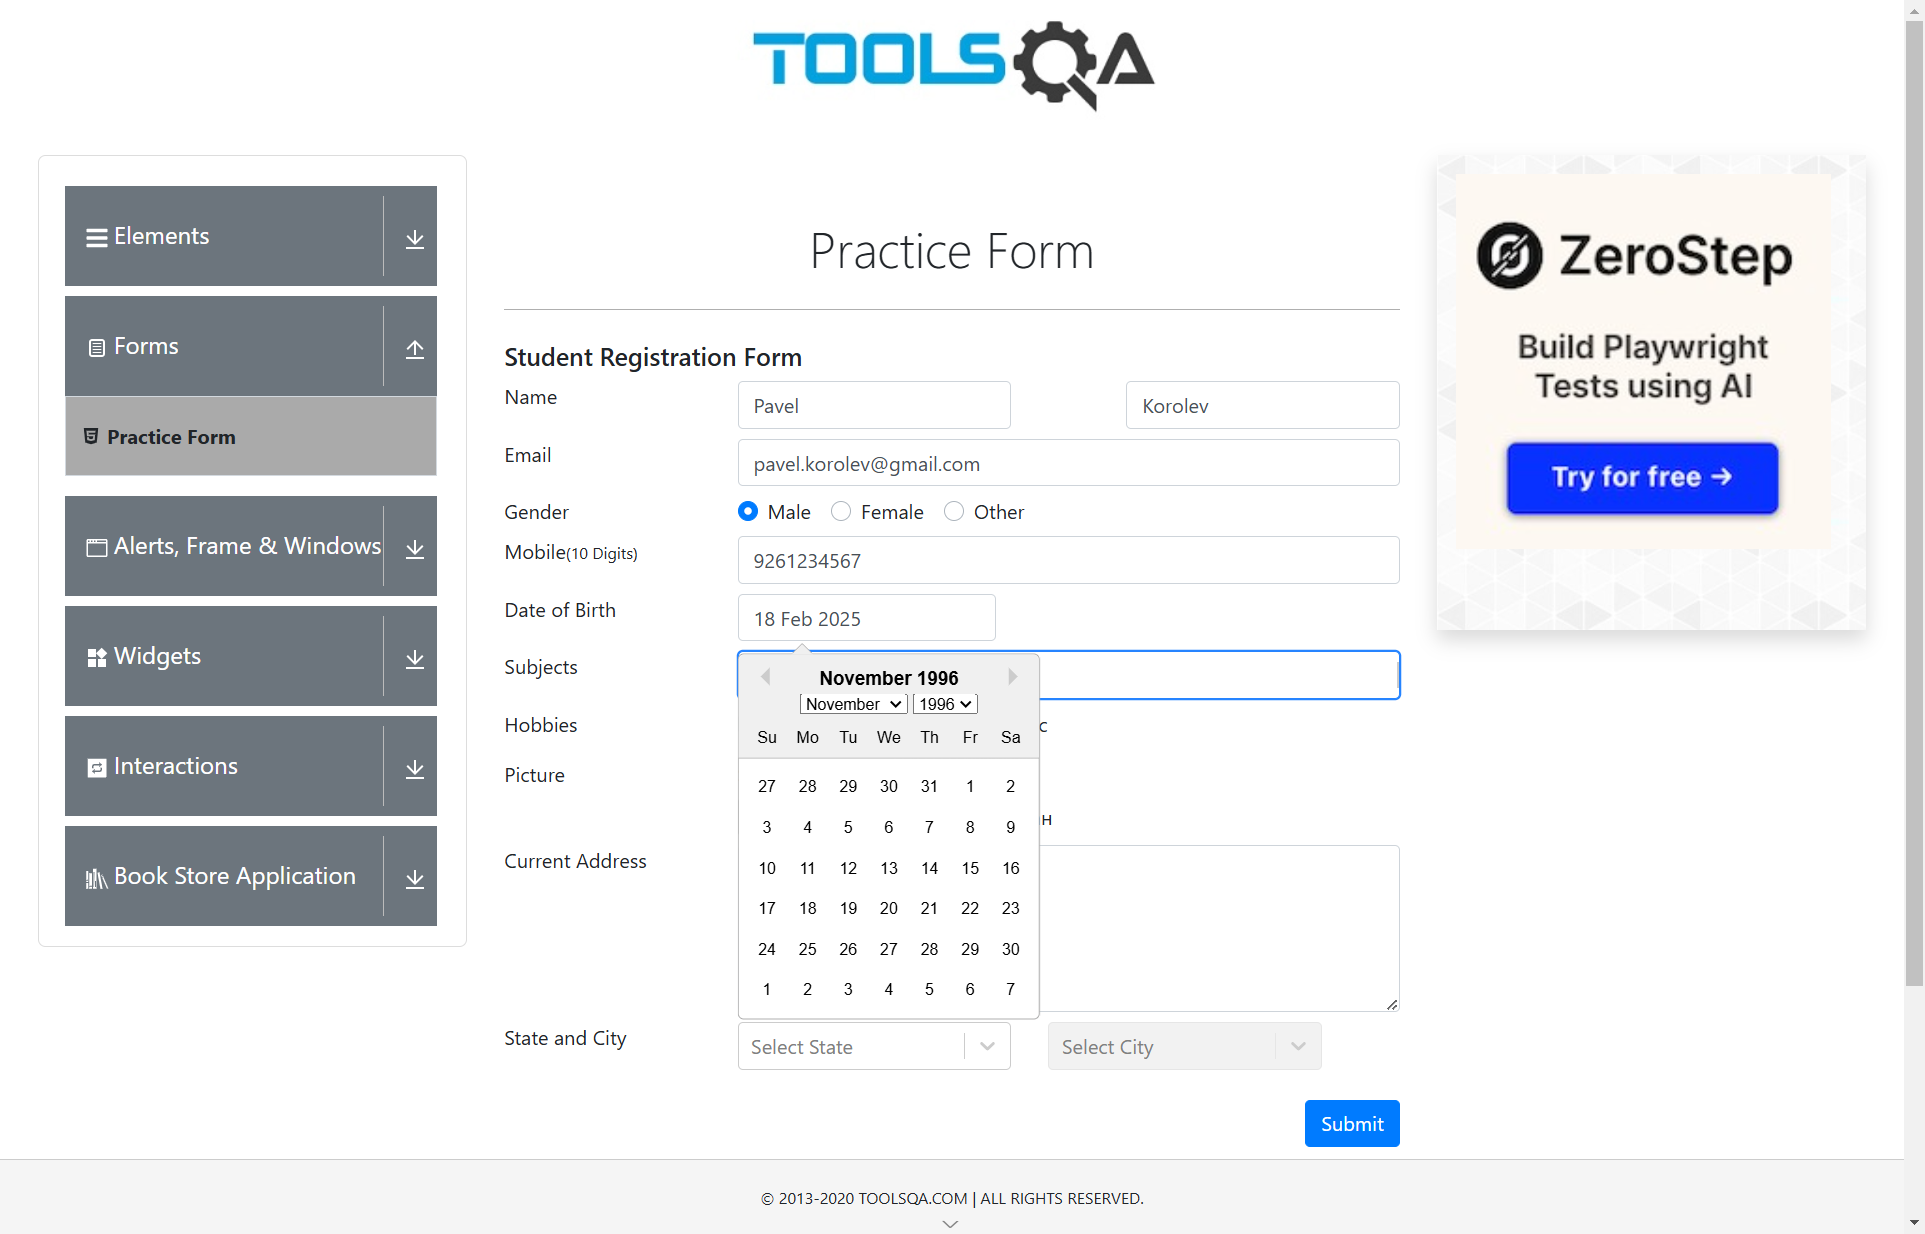 TOOLSQA
Elements
Forms
Practice Form
Alerts, Frame & Windows
Widgets
Interactions
Book Store Application
Practice Form
Student Registration Form
Name
Pavel
Korolev
Email
pavel.korolev@gmail.com
Gender
Male
Female
Other
Mobile(10 Digits)
9261234567
Date of Birth
18 Feb 2025
Subjects
November 1996
November 1996
Su Mo Tu We Th Fr Sa
27 28 29 30 31 1 2
3 4 5 6 7 8 9
10 11 12 13 14 15 16
17 18 19 20 21 22 23
24 25 26 27 28 29 30
1 2 3 4 5 6 7
Hobbies
c
Picture
Н
Current Address
State and City
Select State
Select City
Submit
ZeroStep
Build Playwright
Tests using AI
Try for free →
© 2013-2020 TOOLSQA.COM | ALL RIGHTS RESERVED.